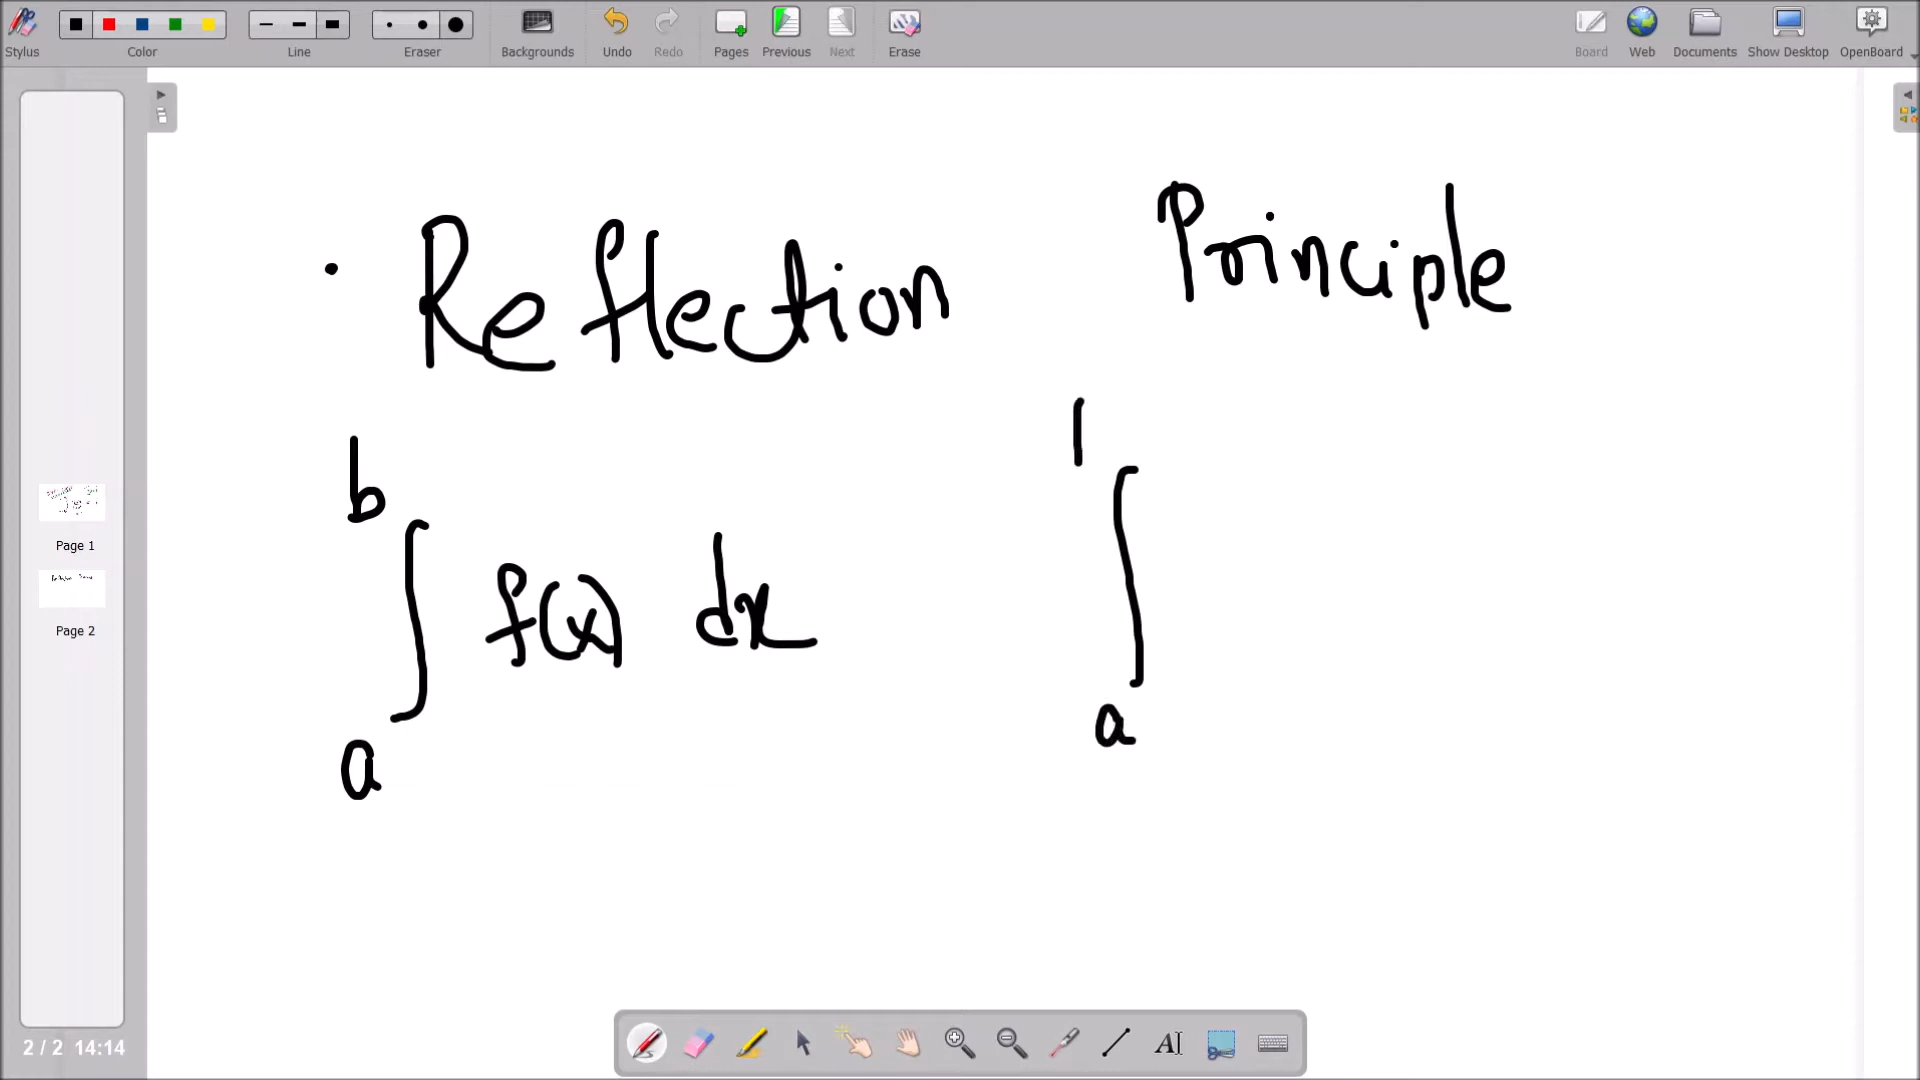 Stylus Color Line Eraser Backgrounds Undo Redo Pages Previous Next Erase Board Web Documents Show Desktop OpenBoard
. Reflection Principle
b
∫ f(x) dx
a
1
∫
a
Page 1
Page 2
2 / 2 14:14
AI